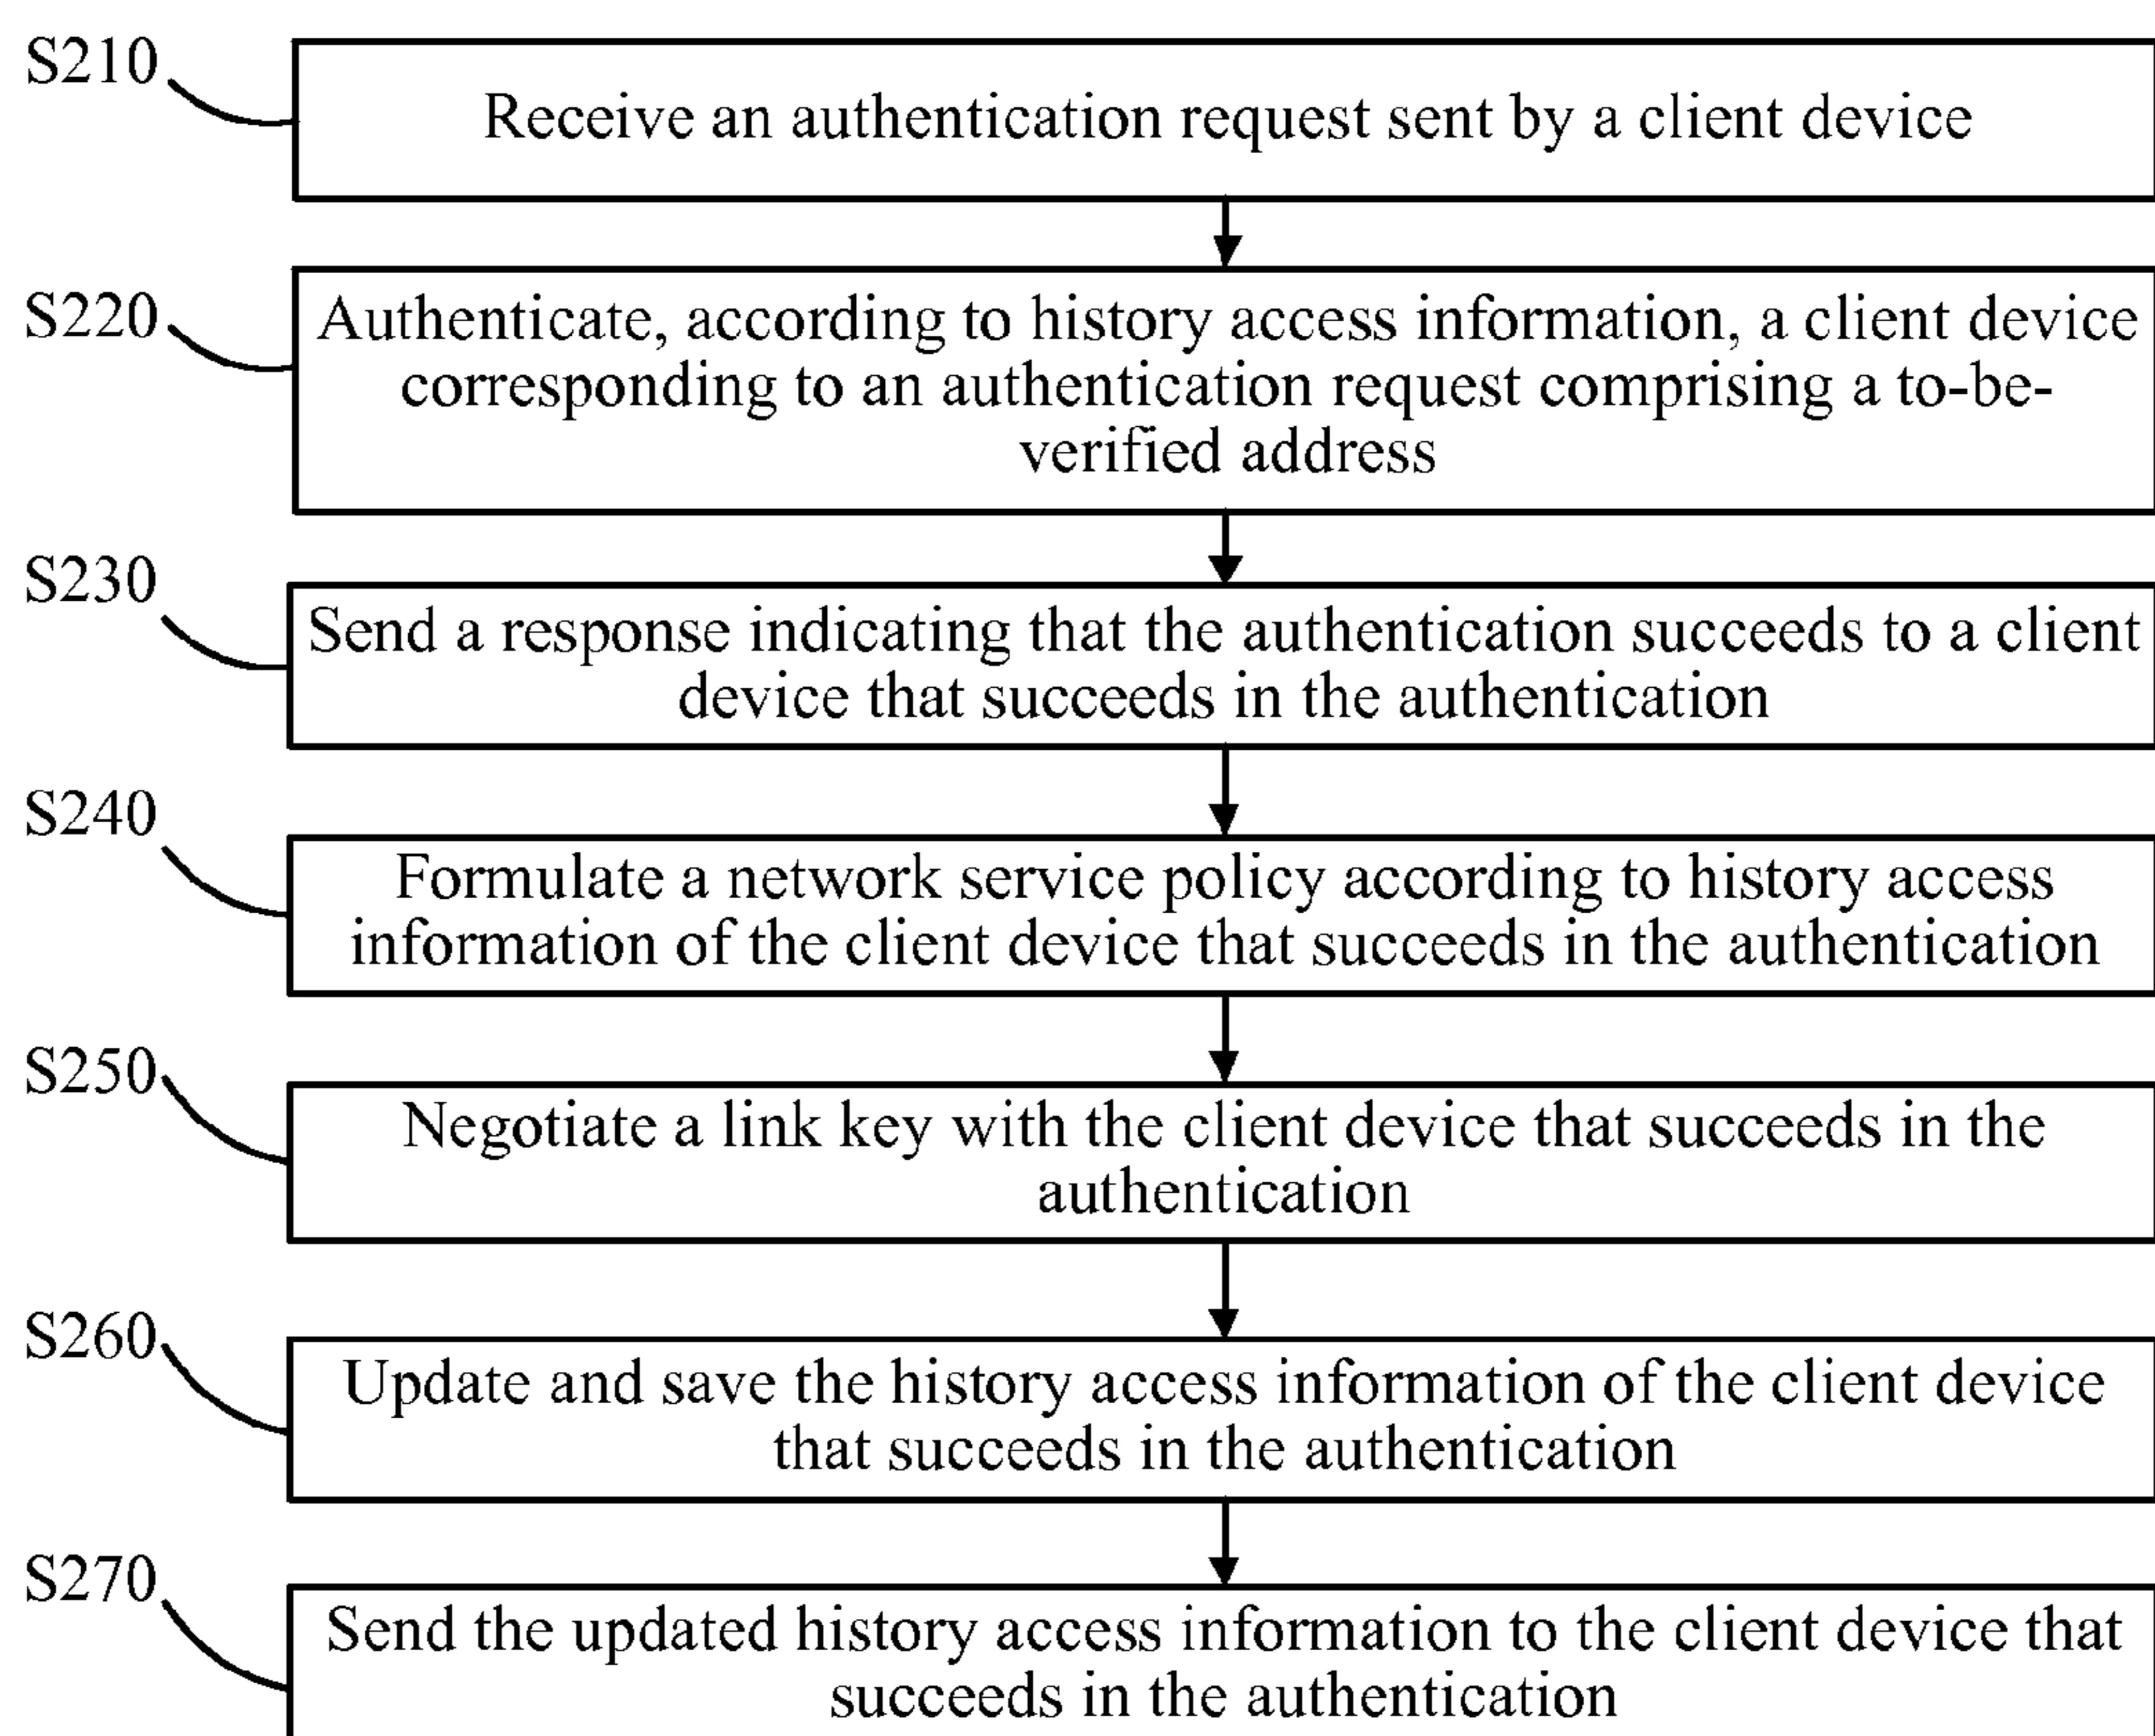 S210
Receive an authentication request sent by a client device
S220
Authenticate, according to history access information, a client device
corresponding to an authentication request comprising a to-be-
verified address
S230
Send a response indicating that the authentication succeeds to a client
device that succeeds in the authentication
S240
Formulate a network service policy according to history access
information of the client device that succeeds in the authentication
S250
Negotiate a link key with the client device that succeeds in the
authentication
S260
Update and save the history access information of the client device
that succeeds in the authentication
S270
Send the updated history access information to the client device that
succeeds in the authentication